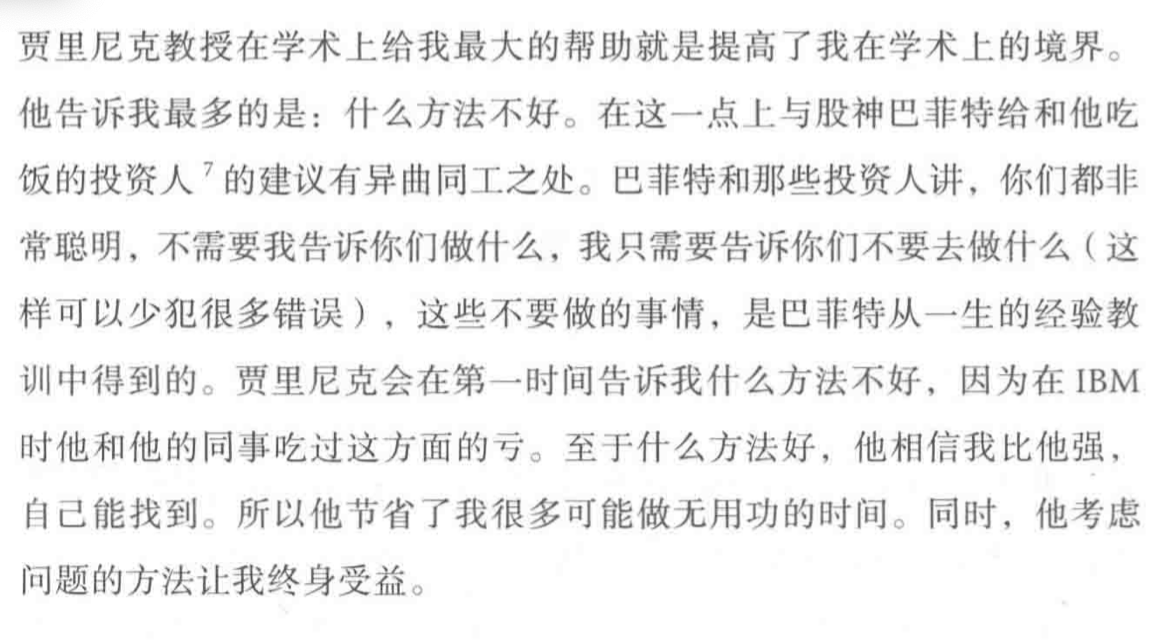 贾里尼克教授在学术上给我最大的帮助就是提高了我在学术上的境界。
他告诉我最多的是：什么方法不好。在这一点上与股神巴菲特给和他吃
饭的投资人7的建议有异曲同工之处。巴菲特和那些投资人讲，你们都非
常聪明，不需要我告诉你们做什么，我只需要告诉你们不要去做什么（这
样可以少犯很多错误），这些不要做的事情，是巴菲特从一生的经验教
训中得到的。贾里尼克会在第一时间告诉我什么方法不好，因为在 IBM
时他和他的同事吃过这方面的亏。至于什么方法好，他相信我比他强，
自己能找到。所以他节省了我很多可能做无用功的时间。同时，他考虑
问题的方法让我终身受益。